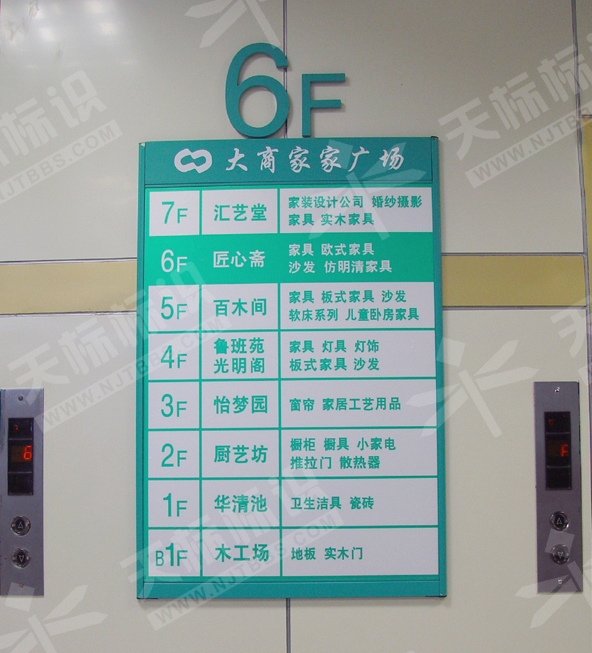 6F
大商家家广场
7F 汇艺堂 家装设计公司 婚纱摄影
家具 实木家具
6F 匠心斋 家具 欧式家具
沙发 仿明清家具
5F 百木间 家具 板式家具 沙发
软床系列 儿童卧房家具
4F 鲁班苑 家具 灯具 灯饰
光明阁 板式家具 沙发
3F 怡梦园 窗帘 家居工艺用品
2F 厨艺坊 橱柜 橱具 小家电
推拉门 散热器
1F 华清池 卫生洁具 瓷砖
B1F 木工场 地板 实木门
6
天标标识
WWW.NJTBBS.COM